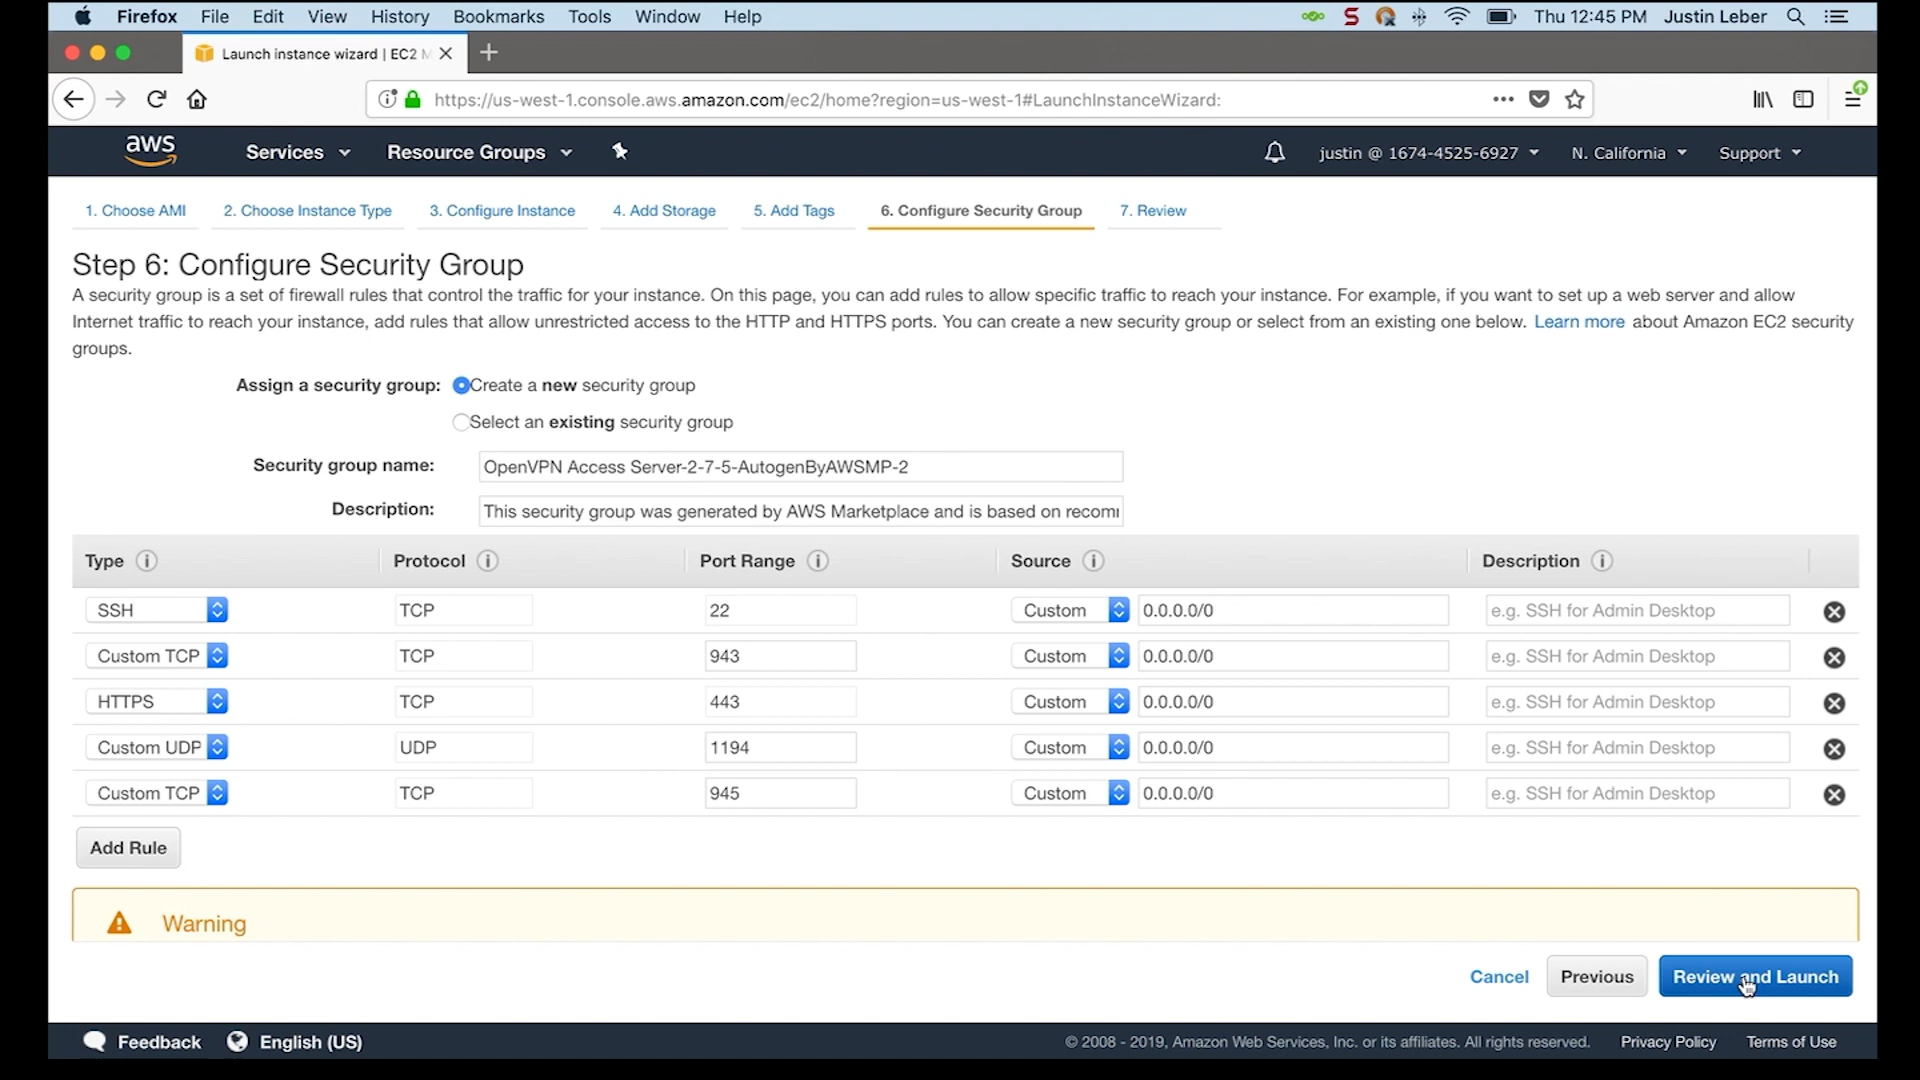 Firefox File Edit View History Bookmarks Tools Window Help Thu 12:45 PM Justin Leber
Launch instance wizard | EC2 M
https://us-west-1.console.aws.amazon.com/ec2/home?region=us-west-1#LaunchInstanceWizard:
aws Services Resource Groups justin @ 1674-4525-6927 N. California Support
1. Choose AMI 2. Choose Instance Type 3. Configure Instance 4. Add Storage 5. Add Tags 6. Configure Security Group 7. Review
Step 6: Configure Security Group
A security group is a set of firewall rules that control the traffic for your instance. On this page, you can add rules to allow specific traffic to reach your instance. For example, if you want to set up a web server and allow
Internet traffic to reach your instance, add rules that allow unrestricted access to the HTTP and HTTPS ports. You can create a new security group or select from an existing one below. Learn more about Amazon EC2 security
groups.
Assign a security group: Create a new security group
Select an existing security group
Security group name: OpenVPN Access Server-2-7-5-AutogenByAWSMP-2
Description: This security group was generated by AWS Marketplace and is based on recomm
Type Protocol Port Range Source Description
SSH TCP 22 Custom 0.0.0.0/0 e.g. SSH for Admin Desktop
Custom TCP TCP 943 Custom 0.0.0.0/0 e.g. SSH for Admin Desktop
HTTPS TCP 443 Custom 0.0.0.0/0 e.g. SSH for Admin Desktop
Custom UDP UDP 1194 Custom 0.0.0.0/0 e.g. SSH for Admin Desktop
Custom TCP TCP 945 Custom 0.0.0.0/0 e.g. SSH for Admin Desktop
Add Rule
Warning
Cancel Previous Review and Launch
Feedback English (US) © 2008 - 2019, Amazon Web Services, Inc. or its affiliates. All rights reserved. Privacy Policy Terms of Use